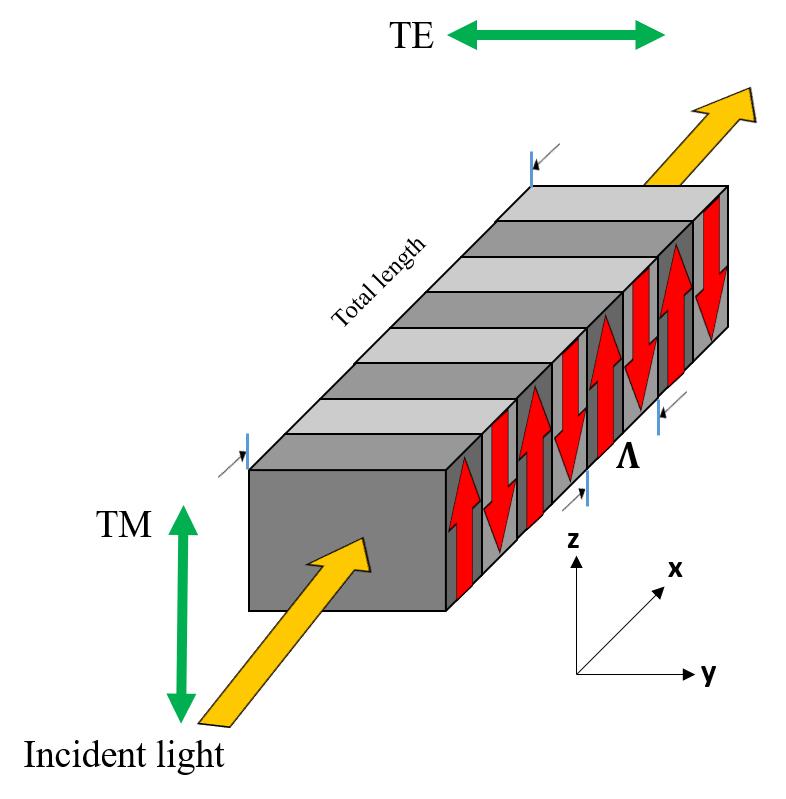 TE
Total length
Λ
TM
z
x
y
Incident light